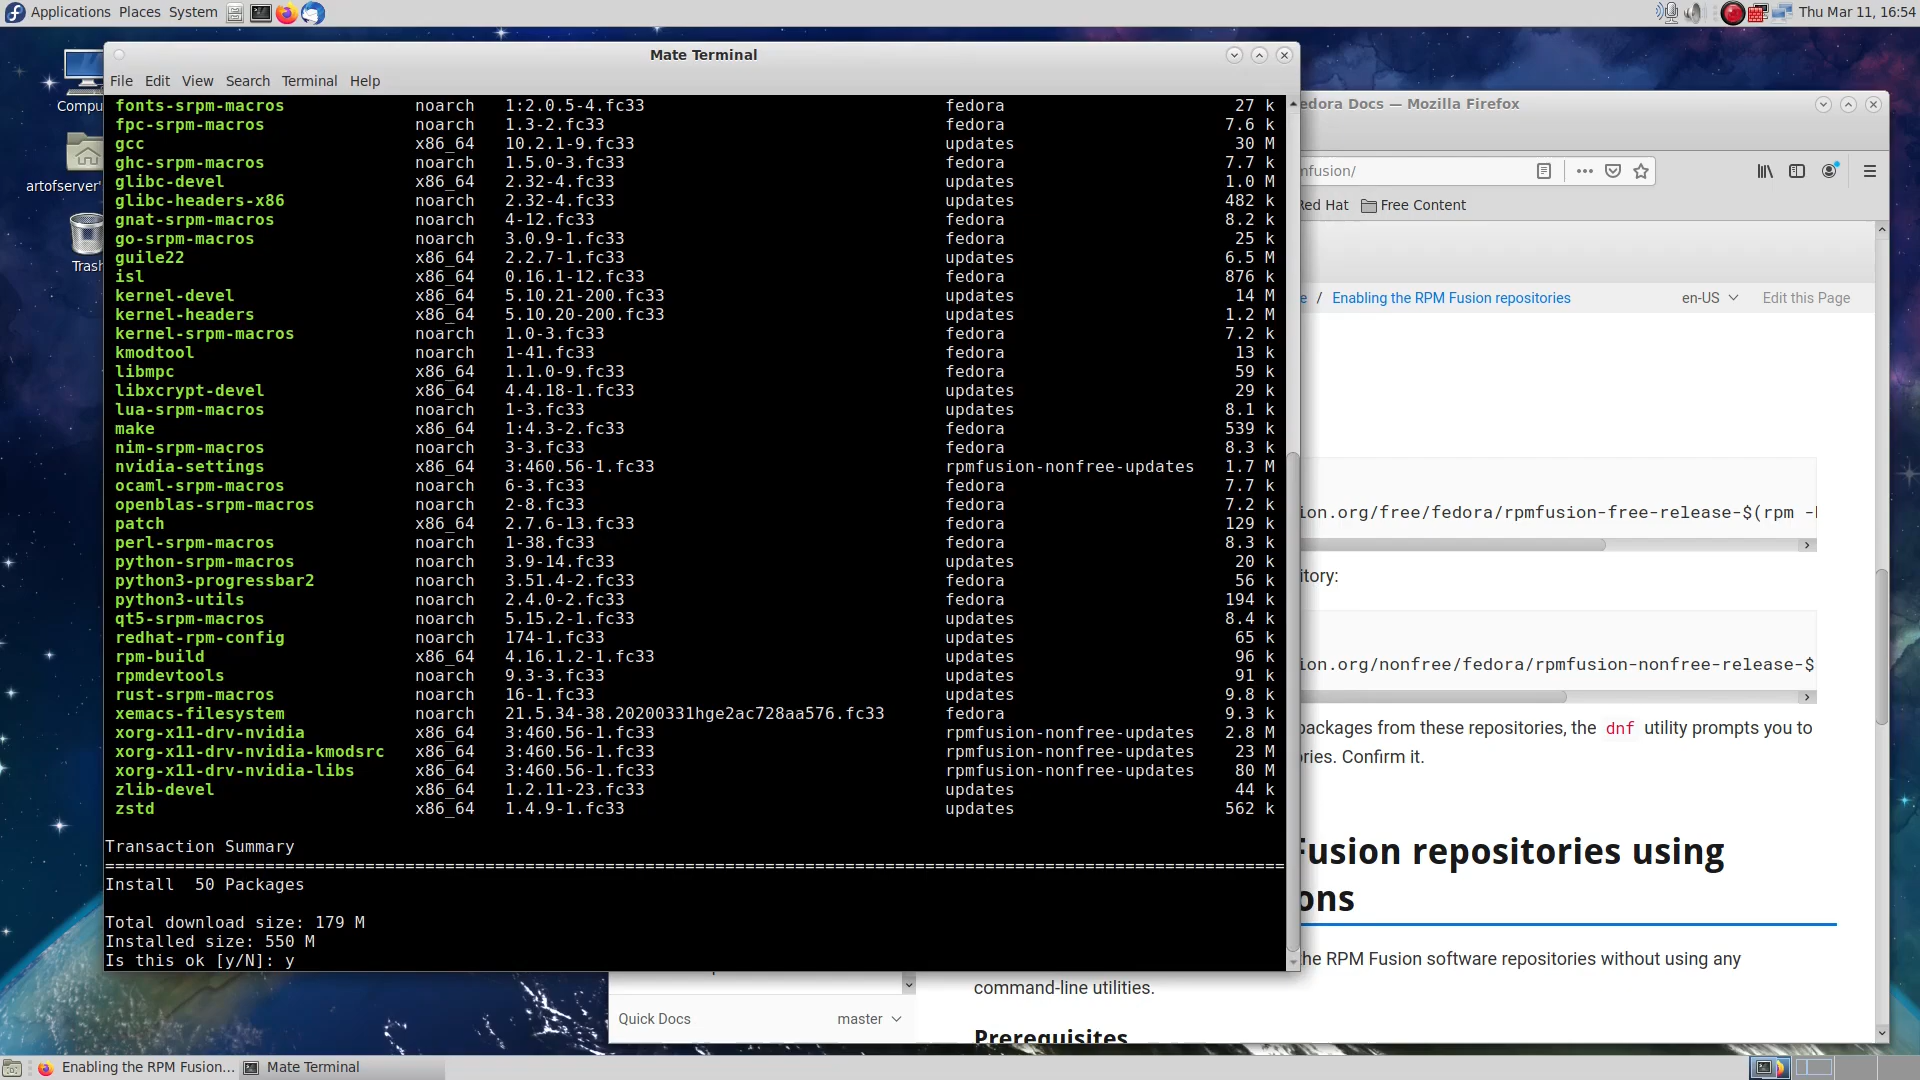 Applications Places System
Thu Mar 11, 16:54
Mate Terminal
File Edit View Search Terminal Help
fonts-srpm-macros noarch 1:2.0.5-4.fc33 fedora 27 k
fpc-srpm-macros noarch 1.3-2.fc33 fedora 7.6 k
gcc x86_64 10.2.1-9.fc33 updates 30 M
ghc-srpm-macros noarch 1.5.0-3.fc33 fedora 7.7 k
glibc-devel x86_64 2.32-4.fc33 updates 1.0 M
glibc-headers-x86 x86_64 2.32-4.fc33 updates 482 k
gnat-srpm-macros noarch 4-12.fc33 fedora 8.2 k
go-srpm-macros noarch 3.0.9-1.fc33 fedora 25 k
guile22 x86_64 2.2.7-1.fc33 updates 6.5 M
isl x86_64 0.16.1-12.fc33 fedora 876 k
kernel-devel x86_64 5.10.21-200.fc33 updates 14 M
kernel-headers x86_64 5.10.20-200.fc33 updates 1.2 M
kernel-srpm-macros noarch 1.0-3.fc33 fedora 7.2 k
kmodtool noarch 1-41.fc33 fedora 13 k
libmpc x86_64 1.1.0-9.fc33 fedora 59 k
libxcrypt-devel x86_64 4.4.18-1.fc33 updates 29 k
lua-srpm-macros noarch 1-3.fc33 updates 8.1 k
make x86_64 1:4.3-2.fc33 updates 539 k
nim-srpm-macros noarch 3-3.fc33 fedora 8.3 k
nvidia-settings x86_64 3:460.56-1.fc33 rpmfusion-nonfree-updates 1.7 M
ocaml-srpm-macros noarch 6-3.fc33 fedora 7.7 k
openblas-srpm-macros noarch 2-8.fc33 fedora 7.2 k
patch x86_64 2.7.6-13.fc33 fedora 129 k
perl-srpm-macros noarch 1-38.fc33 fedora 8.3 k
python-srpm-macros noarch 3.9-14.fc33 updates 20 k
python3-progressbar2 noarch 3.51.4-2.fc33 fedora 56 k
python3-utils noarch 2.4.0-2.fc33 fedora 194 k
qt5-srpm-macros noarch 5.15.2-1.fc33 updates 8.4 k
redhat-rpm-config noarch 174-1.fc33 updates 65 k
rpm-build x86_64 4.16.1.2-1.fc33 updates 96 k
rpmdevtools noarch 9.3-3.fc33 updates 91 k
rust-srpm-macros noarch 16-1.fc33 updates 9.8 k
xemacs-filesystem noarch 21.5.34-38.20200331hge2ac728aa576.fc33 fedora 9.3 k
xorg-x11-drv-nvidia x86_64 3:460.56-1.fc33 rpmfusion-nonfree-updates 2.8 M
xorg-x11-drv-nvidia-kmodsrc x86_64 3:460.56-1.fc33 rpmfusion-nonfree-updates 23 M
xorg-x11-drv-nvidia-libs x86_64 3:460.56-1.fc33 rpmfusion-nonfree-updates 80 M
zlib-devel x86_64 1.2.11-23.fc33 updates 44 k
zstd x86_64 1.4.9-1.fc33 updates 562 k
Transaction Summary
================================================================================
Install 50 Packages
Total download size: 179 M
Installed size: 550 M
Is this ok [y/N]: y
Compu
artofserver'
Trash
edora Docs — Mozilla Firefox
mfusion/
Red Hat Free Content
e / Enabling the RPM Fusion repositories en-US Edit this Page
ion.org/free/fedora/rpmfusion-free-release-$(rpm -
itory:
ion.org/nonfree/fedora/rpmfusion-nonfree-release-$
packages from these repositories, the dnf utility prompts you to
ories. Confirm it.
Fusion repositories using
ons
the RPM Fusion software repositories without using any
command-line utilities.
Prerequisites
Quick Docs master
Enabling the RPM Fusion... Mate Terminal